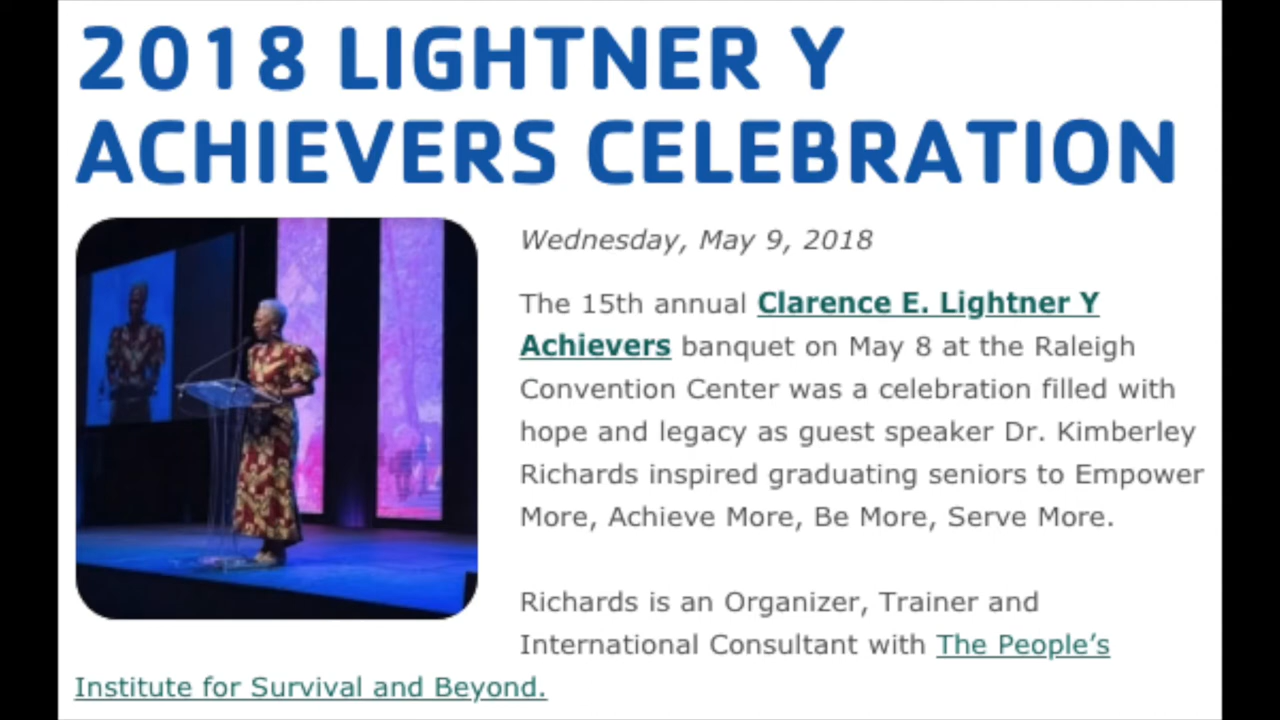 2018 LIGHTNER Y
ACHIEVERS CELEBRATION
Wednesday, May 9, 2018
The 15th annual Clarence E. Lightner Y
Achievers banquet on May 8 at the Raleigh
Convention Center was a celebration filled with
hope and legacy as guest speaker Dr. Kimberley
Richards inspired graduating seniors to Empower
More, Achieve More, Be More, Serve More.
Richards is an Organizer, Trainer and
International Consultant with The People’s
Institute for Survival and Beyond.